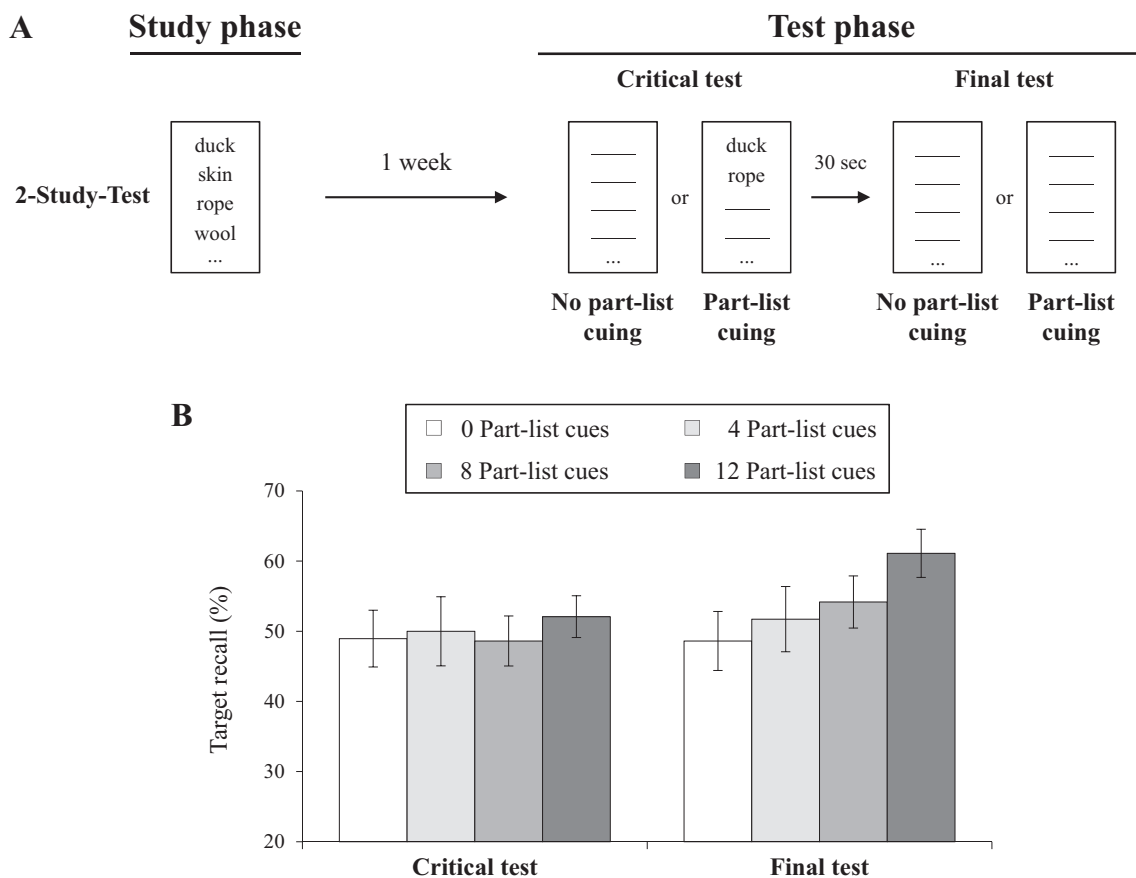 A
Study phase
Test phase
Critical test
Final test
2-Study-Test
duck
skin
rope
wool
...
1 week
...
or
duck
rope
...
30 sec
...
or
...
No part-list
cuing
Part-list
cuing
No part-list
cuing
Part-list
cuing
B
0 Part-list cues
4 Part-list cues
8 Part-list cues
12 Part-list cues
Target recall (%)
70
60
50
40
30
20
Critical test
Final test